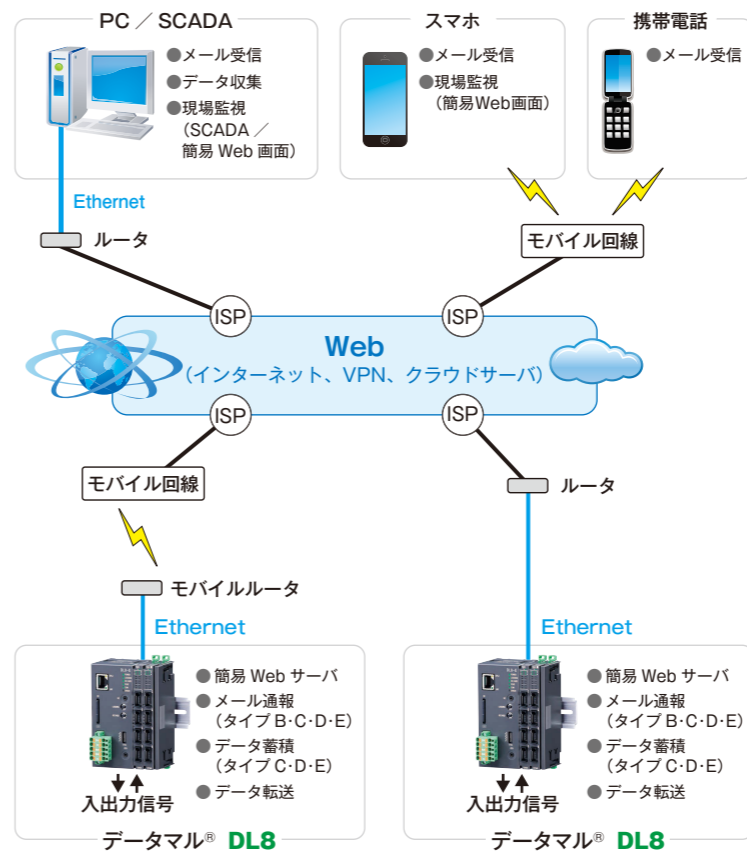 PC／SCADA
●メール受信
●データ収集
●現場監視
（SCADA／
簡易 Web 画面）
スマホ
●メール受信
●現場監視
（簡易Web画面）
携帯電話
●メール受信
Ethernet
ルータ
モバイル回線
ISP
ISP
Web
（インターネット、VPN、クラウドサーバ）
ISP
ISP
モバイル回線
ルータ
モバイルルータ
Ethernet
Ethernet
●簡易 Web サーバ
●メール通報
（タイプ B·C·D·E）
●データ蓄積
（タイプ C·D·E）
●データ転送
入出力信号
データマル® DL8
●簡易 Web サーバ
●メール通報
（タイプ B·C·D·E）
●データ蓄積
（タイプ C·D·E）
●データ転送
入出力信号
データマル® DL8